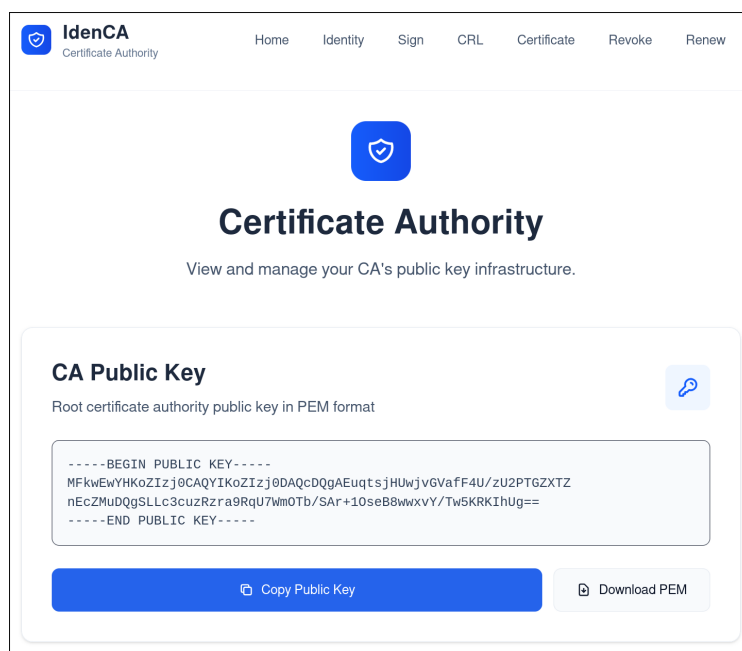 IdenCA
Certificate Authority
Home Identity Sign CRL Certificate Revoke Renew
Certificate Authority
View and manage your CA's public key infrastructure.
CA Public Key
Root certificate authority public key in PEM format
-----BEGIN PUBLIC KEY-----
MFkwEwYHKoZIzj0CAQYIKoZIzj0DAQcDQgAEuqtsjHUwjvGVafF4U/zU2PTGZXTZ
nEcZMuDQgSLLc3cuzRzra9RqU7WmOTb/SAr+1OseB8wwxvY/Tw5KRKIhUg==
-----END PUBLIC KEY-----
Copy Public Key
Download PEM